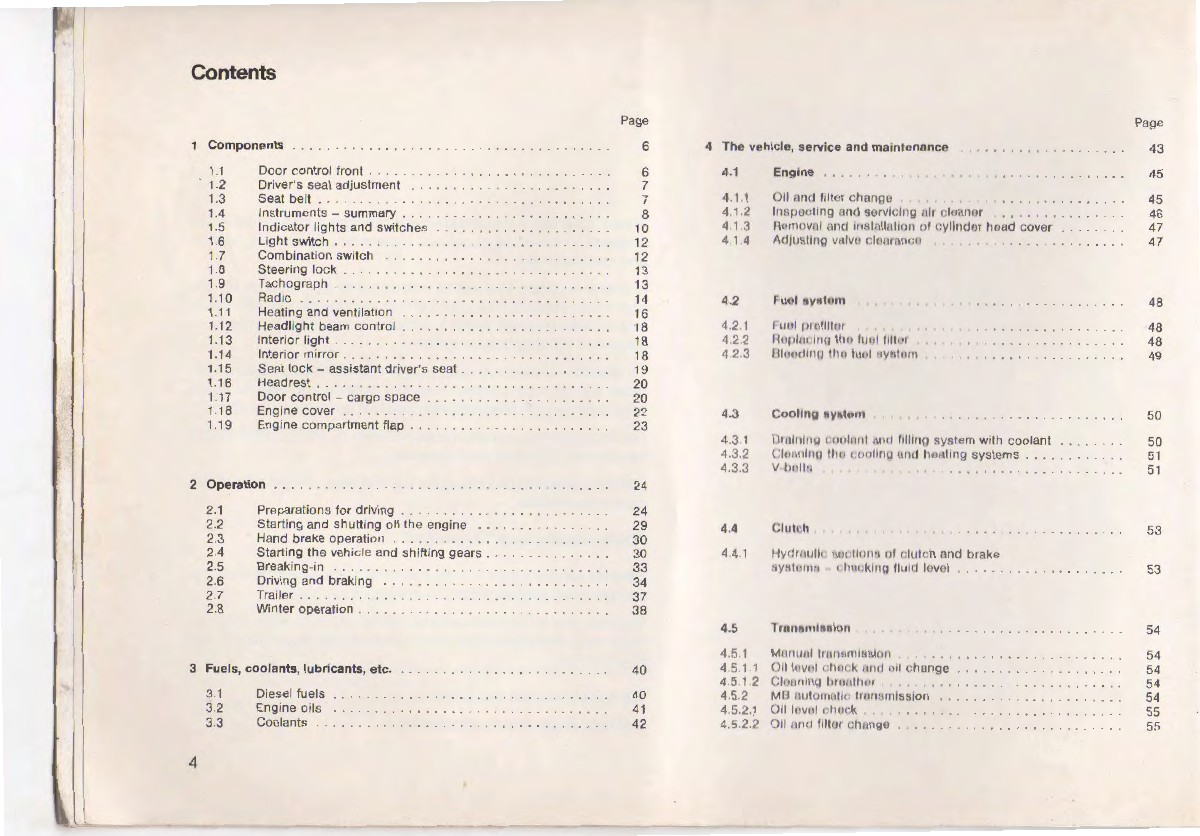 Contents
Page
1 Components 6
1.1 Door control front 6
1.2 Driver's seat adjustment 7
1.3 Seat belt 7
1.4 Instruments – summary 8
1.5 Indicator lights and switches 10
1.6 Light switch 12
1.7 Combination switch 12
1.8 Steering lock 13
1.9 Tachograph 13
1.10 Radio 14
1.11 Heating and ventilation 16
1.12 Headlight beam control 18
1.13 Interior light 18
1.14 Interior mirror 18
1.15 Seat lock – assistant driver's seat 19
1.16 Headrest 20
1.17 Door control – cargo space 20
1.18 Engine cover 22
1.19 Engine compartment flap 23
2 Operation 24
2.1 Preparations for driving 24
2.2 Starting and shutting off the engine 29
2.3 Hand brake operation 30
2.4 Starting the vehicle and shifting gears 30
2.5 Breaking-in 33
2.6 Driving and braking 34
2.7 Trailer 37
2.8 Winter operation 38
3 Fuels, coolants, lubricants, etc. 40
3.1 Diesel fuels 40
3.2 Engine oils 41
3.3 Coolants 42
4
Page
4 The vehicle, service and maintenance 43
4.1 Engine 45
4.1.1 Oil and filter change 45
4.1.2 Inspecting and servicing air cleaner 46
4.1.3 Removal and installation of cylinder head cover 47
4.1.4 Adjusting valve clearance 47
4.2 Fuel system 48
4.2.1 Fuel prefilter 48
4.2.2 Replacing the fuel filter 48
4.2.3 Bleeding the fuel system 49
4.3 Cooling system 50
4.3.1 Draining coolant and filling system with coolant 50
4.3.2 Cleaning the cooling and heating systems 51
4.3.3 V-belts 51
4.4 Clutch 53
4.4.1 Hydraulic sections of clutch and brake
systems – checking fluid level 53
4.5 Transmission 54
4.5.1 Manual transmission 54
4.5.1.1 Oil level check and oil change 54
4.5.1.2 Cleaning breather 54
4.5.2 MB automatic transmission 54
4.5.2.1 Oil level check 55
4.5.2.2 Oil and filter change 55